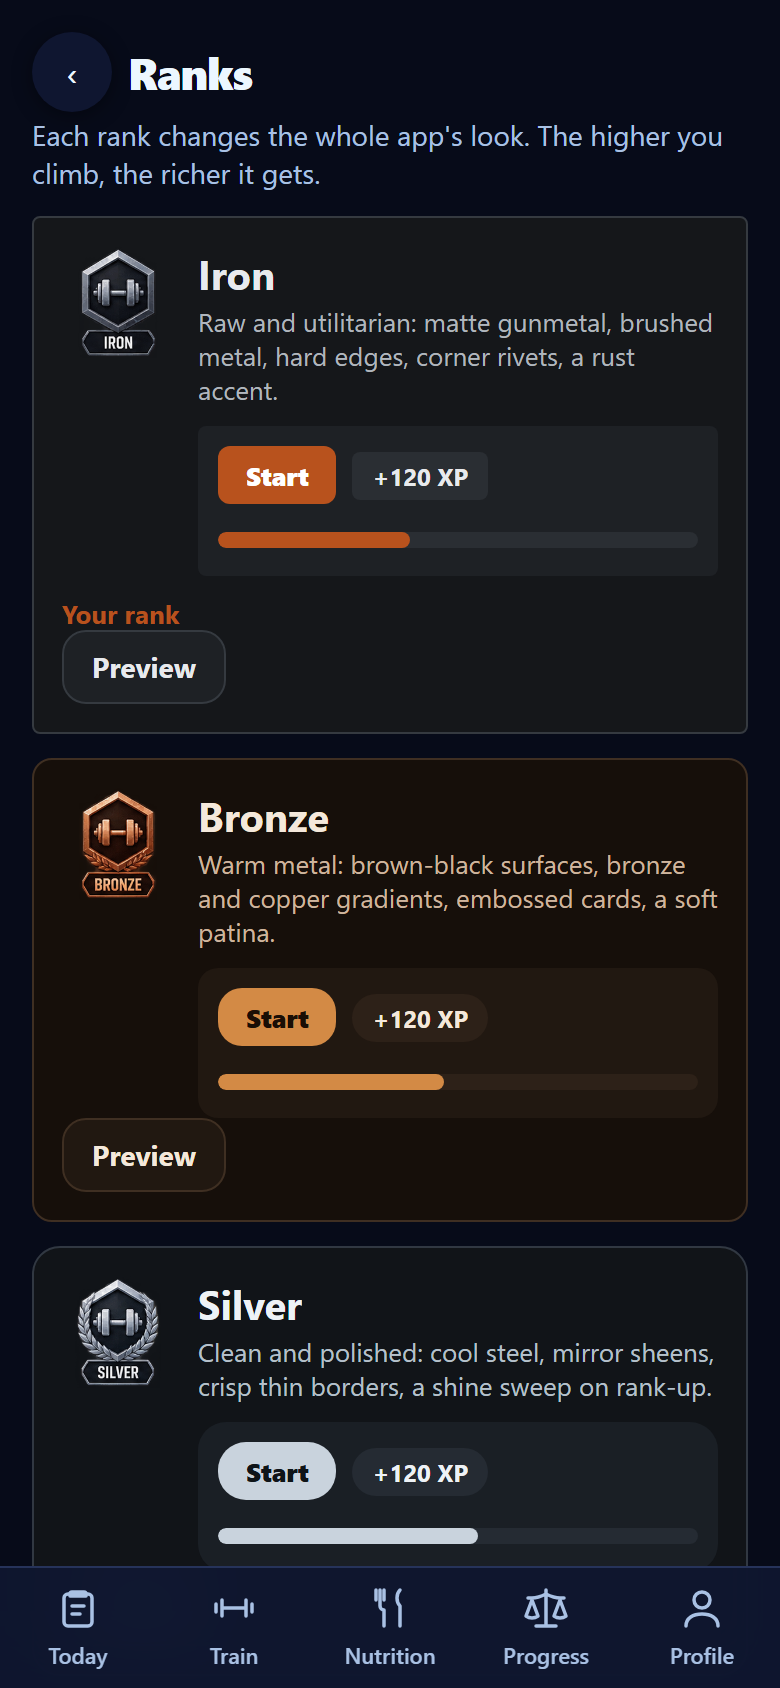 ‹ Ranks
Each rank changes the whole app's look. The higher you
climb, the richer it gets.
IRON
Iron
Raw and utilitarian: matte gunmetal, brushed
metal, hard edges, corner rivets, a rust
accent.
Start +120 XP
Your rank
Preview
BRONZE
Bronze
Warm metal: brown-black surfaces, bronze
and copper gradients, embossed cards, a soft
patina.
Start +120 XP
Preview
SILVER
Silver
Clean and polished: cool steel, mirror sheens,
crisp thin borders, a shine sweep on rank-up.
Start +120 XP
Today Train Nutrition Progress Profile